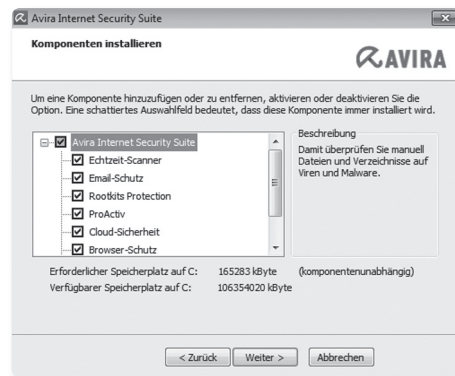 Avira Internet Security Suite
Komponenten installieren
AVIRA
Um eine Komponente hinzuzufügen oder zu entfernen, aktivieren oder deaktivieren Sie die
Option. Eine schattiertes Auswahlfeld bedeutet, dass diese Komponente immer installiert wird.
Avira Internet Security Suite
Echtzeit-Scanner
Email-Schutz
Rootkits Protection
ProActiv
Cloud-Sicherheit
Browser-Schutz
Beschreibung
Damit überprüfen Sie manuell
Dateien und Verzeichnisse auf
Viren und Malware.
Erforderlicher Speicherplatz auf C: 165283 kByte (komponentenunabhängig)
Verfügbarer Speicherplatz auf C: 106354020 kByte
< Zurück Weiter > Abbrechen